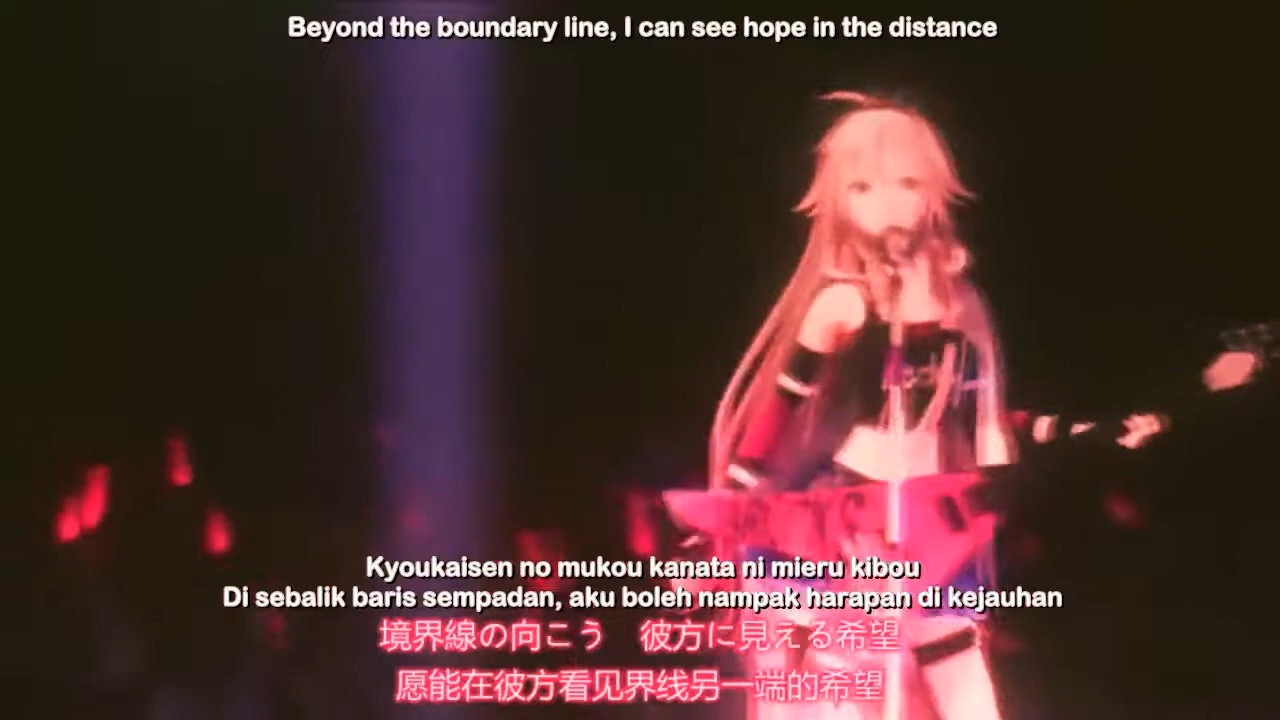 Beyond the boundary line, I can see hope in the distance
Kyoukaisen no mukou kanata ni mieru kibou
Di sebalik baris sempadan, aku boleh nampak harapan di kejauhan
境界線の向こう　彼方に見える希望
愿能在彼方看见界线另一端的希望